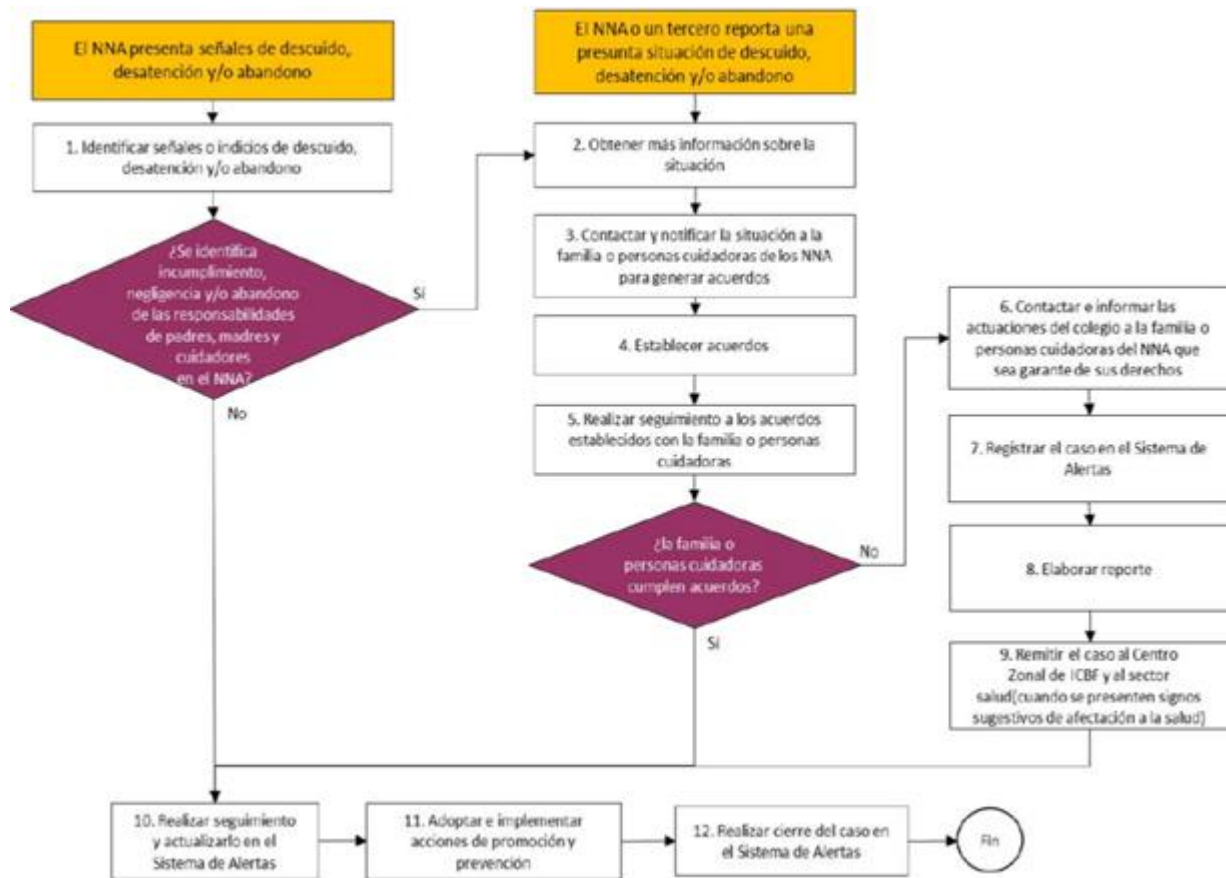 El NNA presenta señales de descuido,
desatención y/o abandono
1. Identificar señales o indicios de descuido,
desatención y/o abandono
¿Se identifica
incumplimiento,
negligencia y/o abandono
de las responsabilidades
de padres, madres y
cuidadores
en el NNA?
Sí
No
El NNA o un tercero reporta una
presunta situación de descuido,
desatención y/o abandono
2. Obtener más información sobre la
situación
3. Contactar y notificar la situación a la
familia o personas cuidadoras de los NNA
para generar acuerdos
4. Establecer acuerdos
5. Realizar seguimiento a los acuerdos
establecidos con la familia o personas
cuidadoras
¿la familia o
personas cuidadoras
cumplen acuerdos?
No
Sí
6. Contactar e informar las
actuaciones del colegio a la familia o
personas cuidadoras del NNA que
sea garante de sus derechos
7. Registrar el caso en el Sistema de
Alertas
8. Elaborar reporte
9. Remitir el caso al Centro
Zonal de ICBF y al sector
salud(cuando se presenten signos
sugestivos de afectación a la salud)
10. Realizar seguimiento
y actualizarlo en el
Sistema de Alertas
11. Adoptar e implementar
acciones de promoción y
prevención
12. Realizar cierre del caso en
el Sistema de Alertas
Fin